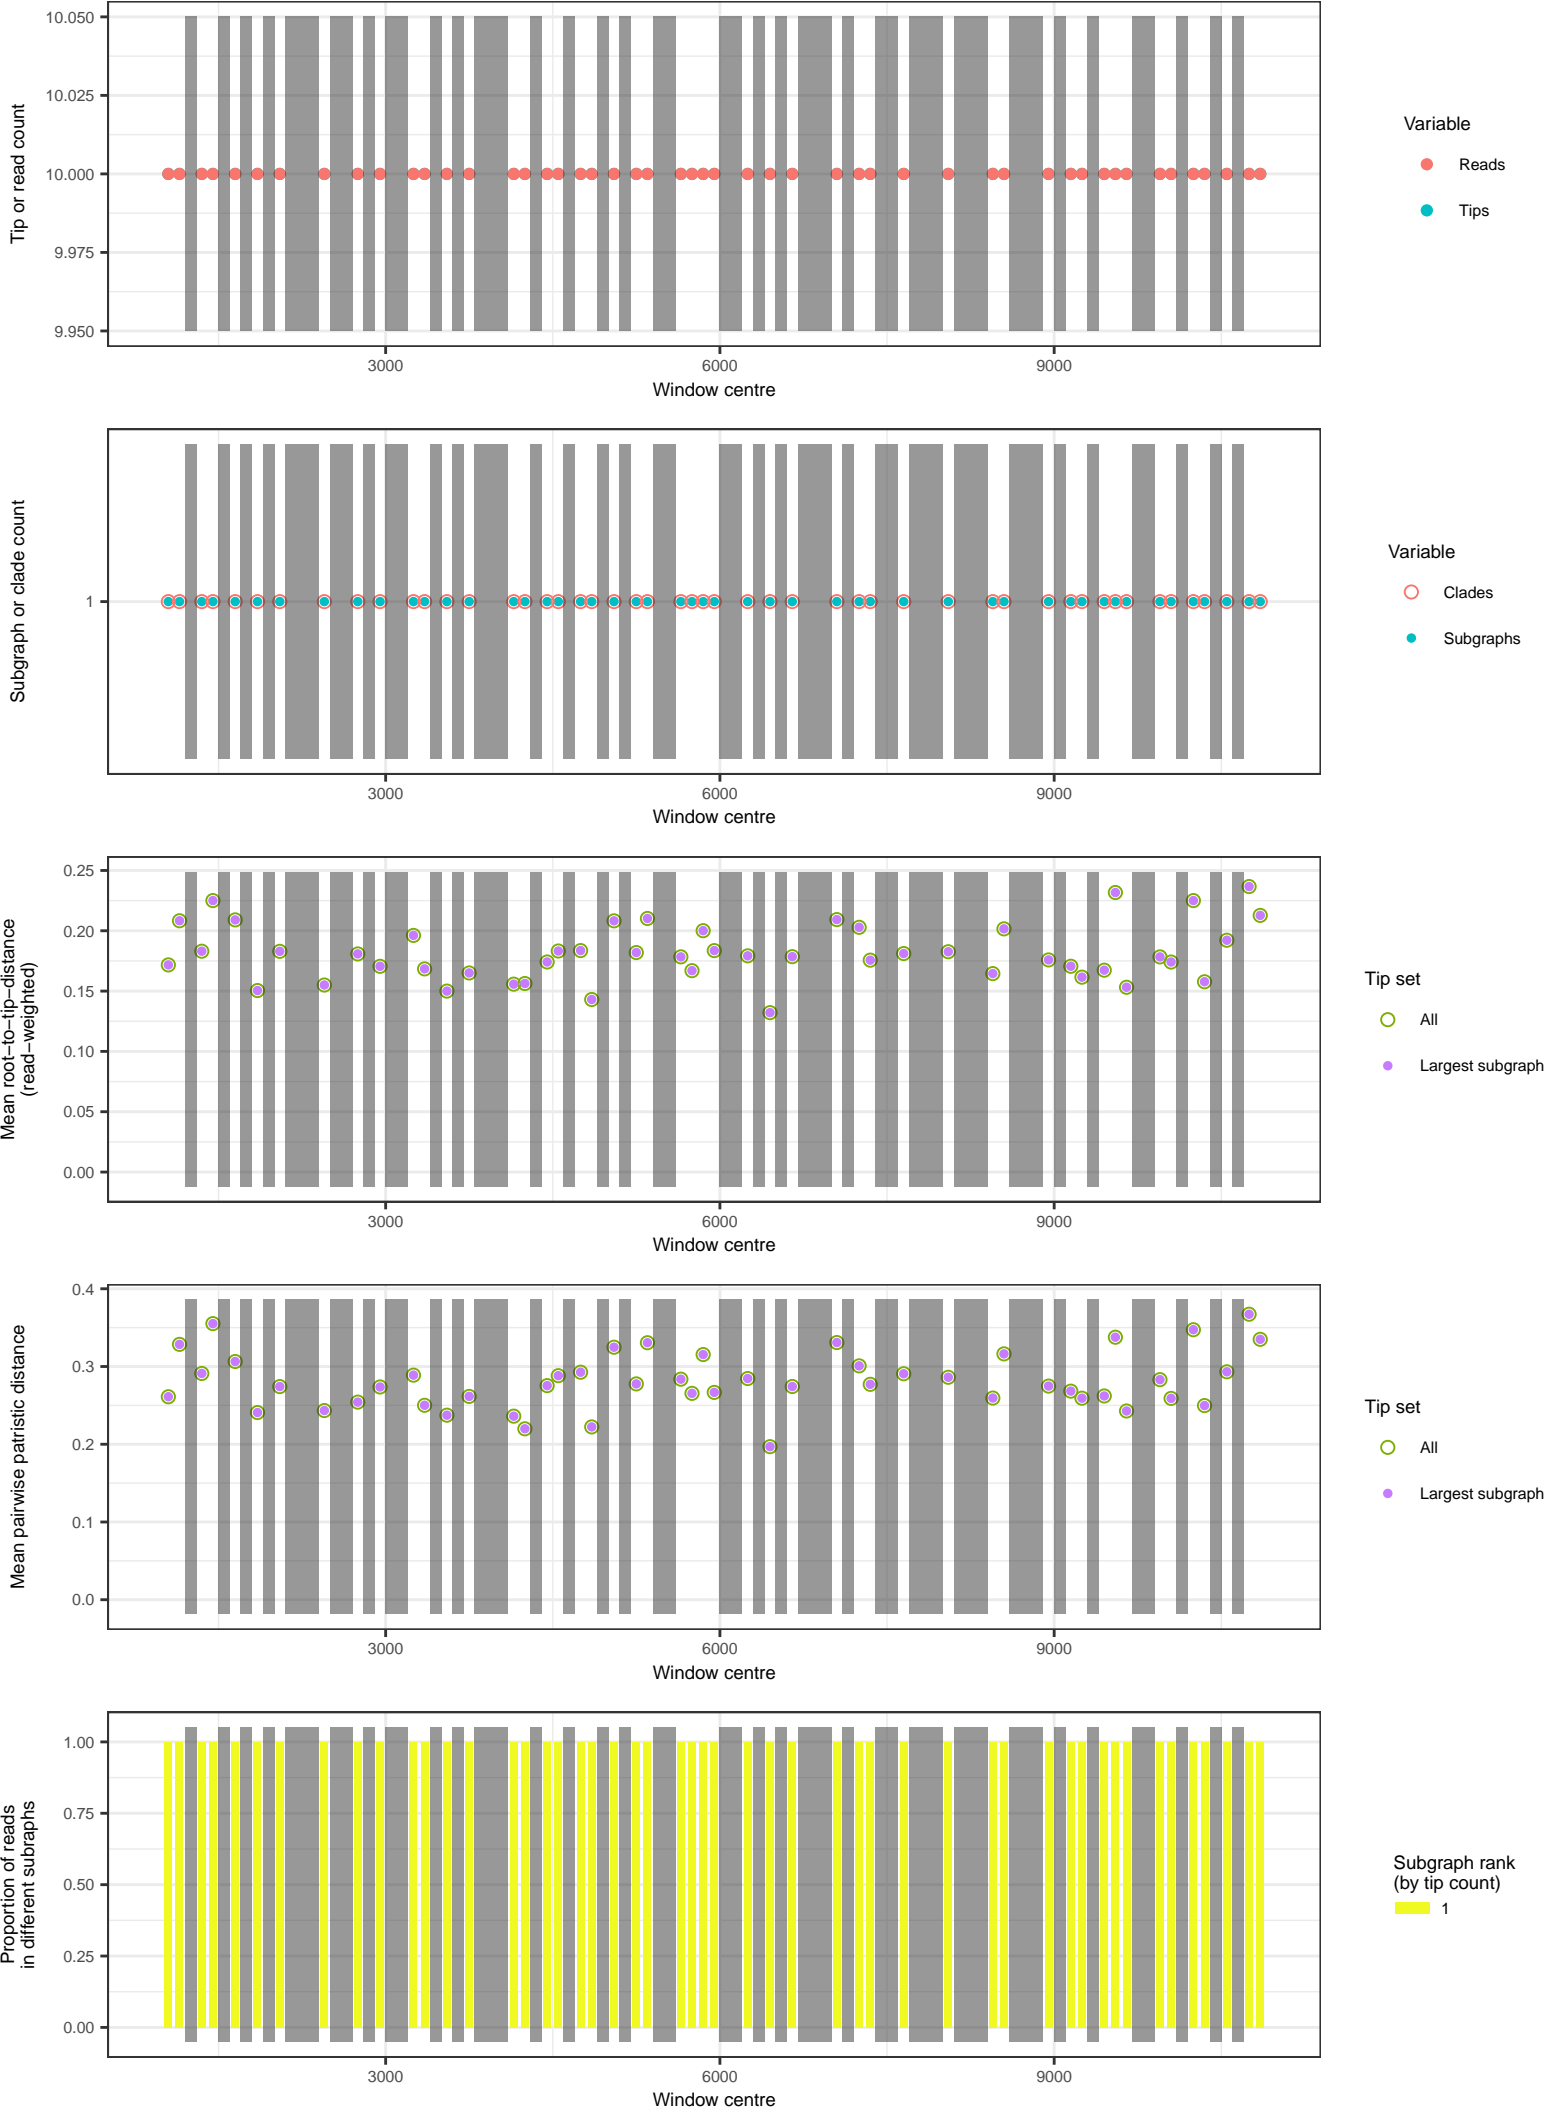 10.050
10.025
10.000
9.975
9.950
Tip or read count
3000
6000
9000
Window centre
Variable
Reads
Tips
Subgraph or clade count
1
3000
6000
9000
Window centre
Variable
Clades
Subgraphs
Mean root−to−tip−distance
(read−weighted)
0.25
0.20
0.15
0.10
0.05
0.00
3000
6000
9000
Window centre
Tip set
All
Largest subgraph
Mean pairwise patristic distance
0.4
0.3
0.2
0.1
0.0
3000
6000
9000
Window centre
Tip set
All
Largest subgraph
Proportion of reads
in different subraphs
1.00
0.75
0.50
0.25
0.00
3000
6000
9000
Window centre
Subgraph rank
(by tip count)
1